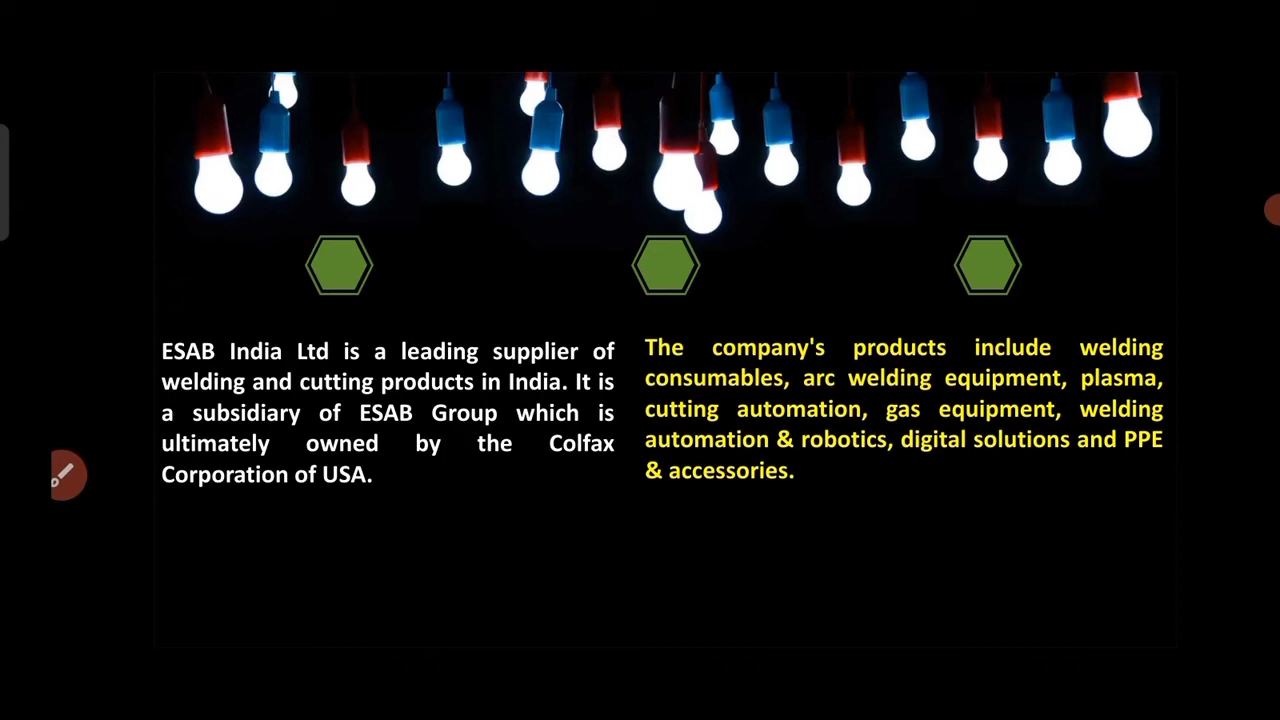 ESAB India Ltd is a leading supplier of
welding and cutting products in India. It is
a subsidiary of ESAB Group which is
ultimately owned by the Colfax
Corporation of USA.
The company's products include welding
consumables, arc welding equipment, plasma,
cutting automation, gas equipment, welding
automation & robotics, digital solutions and PPE
& accessories.